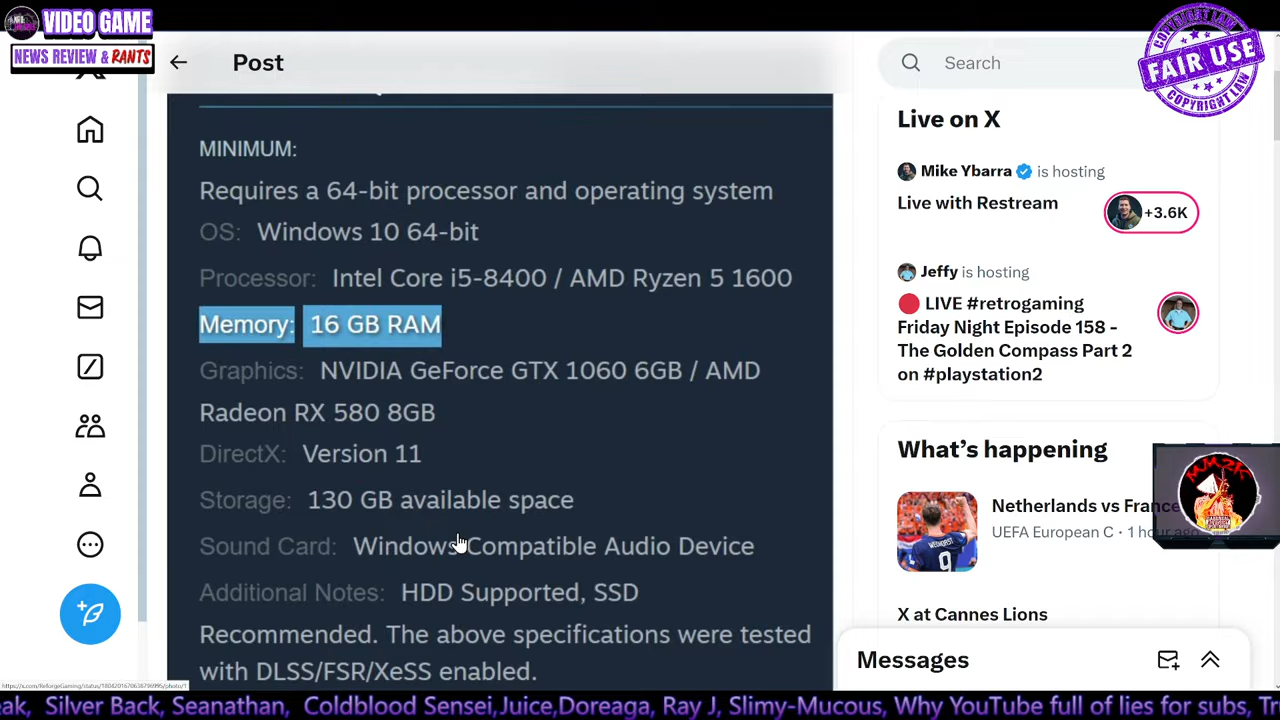 VIDEO GAME
NEWS REVIEW & RANTS
Post
Search
FAIR USE
COPYRIGHT LAW
COPYRIGHT LAW
MINIMUM:
Requires a 64-bit processor and operating system
OS: Windows 10 64-bit
Processor: Intel Core i5-8400 / AMD Ryzen 5 1600
Memory: 16 GB RAM
Graphics: NVIDIA GeForce GTX 1060 6GB / AMD
Radeon RX 580 8GB
DirectX: Version 11
Storage: 130 GB available space
Sound Card: Windows Compatible Audio Device
Additional Notes: HDD Supported, SSD
Recommended. The above specifications were tested
with DLSS/FSR/XeSS enabled.
Live on X
Mike Ybarra is hosting
Live with Restream
+3.6K
Jeffy is hosting
LIVE #retrogaming
Friday Night Episode 158 -
The Golden Compass Part 2
on #playstation2
What's happening
Netherlands vs France
UEFA European C · 1 hour ago
MM2K
X at Cannes Lions
Messages
eak, Silver Back, Seanathan, Coldblood Sensei,Juice,Doreaga, Ray J, Slimy-Mucous, Why YouTube full of lies for subs, Tr